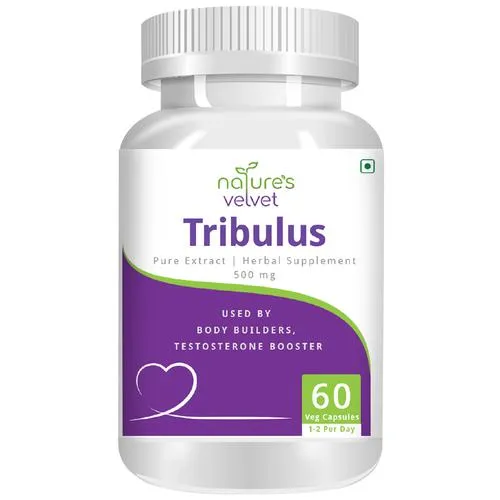 nature's
velvet
Tribulus
Pure Extract | Herbal Supplement
500 mg
USED BY
BODY BUILDERS,
TESTOSTERONE BOOSTER
60
Veg Capsules
1-2 Per Day